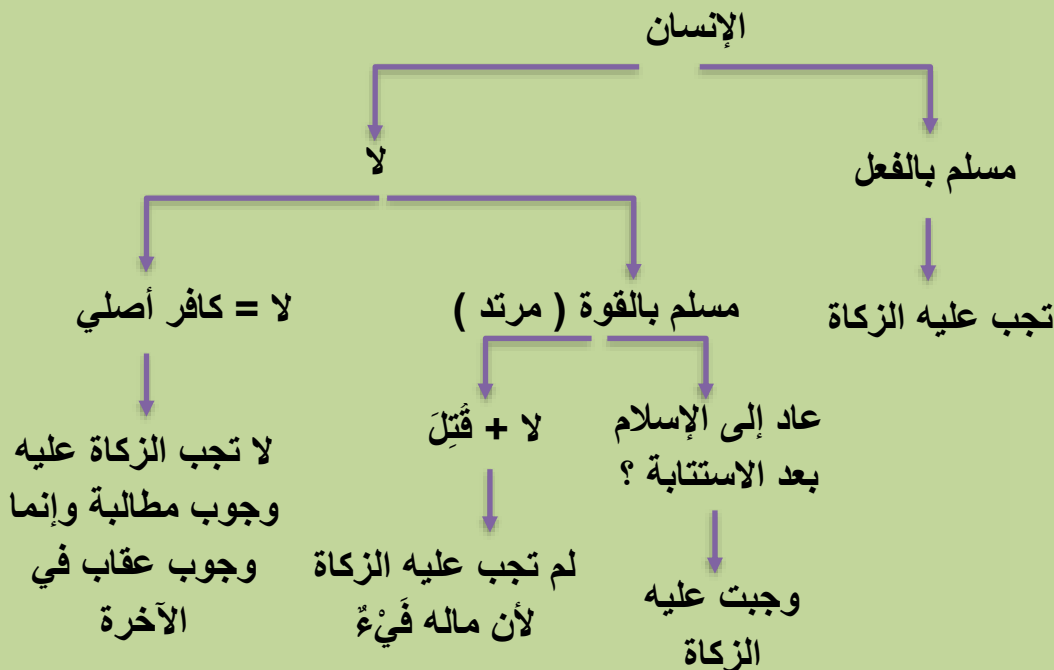 الإنسان
مسلم بالفعل
لا
تجب عليه الزكاة
مسلم بالقوة ( مرتد )
لا = كافر أصلي
عاد إلى الإسلام
بعد الاستتابة ؟
لا + قُتِلَ
لا تجب الزكاة عليه
وجوب مطالبة وإنما
وجوب عقاب في
الآخرة
وجبت عليه
الزكاة
لم تجب عليه الزكاة
لأن ماله فَيْءٌ